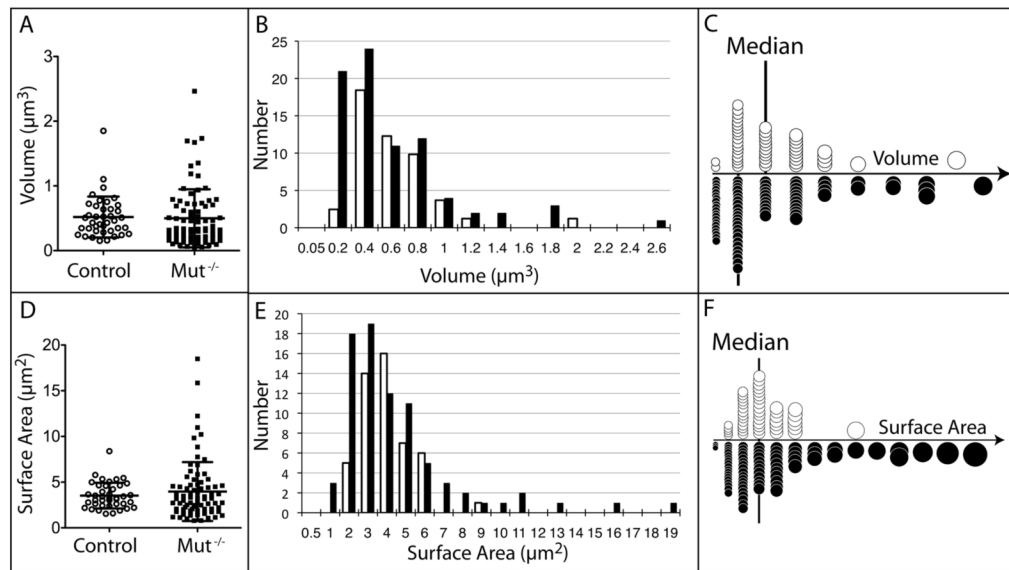 A
Volume (µm³)
3
2
1
0
Control
Mut⁻/⁻
B
Number
25
20
15
10
5
0
0.05 0.2 0.4 0.6 0.8 1 1.2 1.4 1.8 2 2.2 2.6 2.6
Volume (µm³)
C
Median
Volume
D
Surface Area (µm²)
20
15
10
5
0
Control
Mut⁻/⁻
E
Number
20
18
16
14
12
10
8
6
4
2
0
0.5 1 2 3 4 5 6 7 8 9 10 11 12 13 14 15 16 17 18 19
Surface Area (µm²)
F
Median
Surface Area